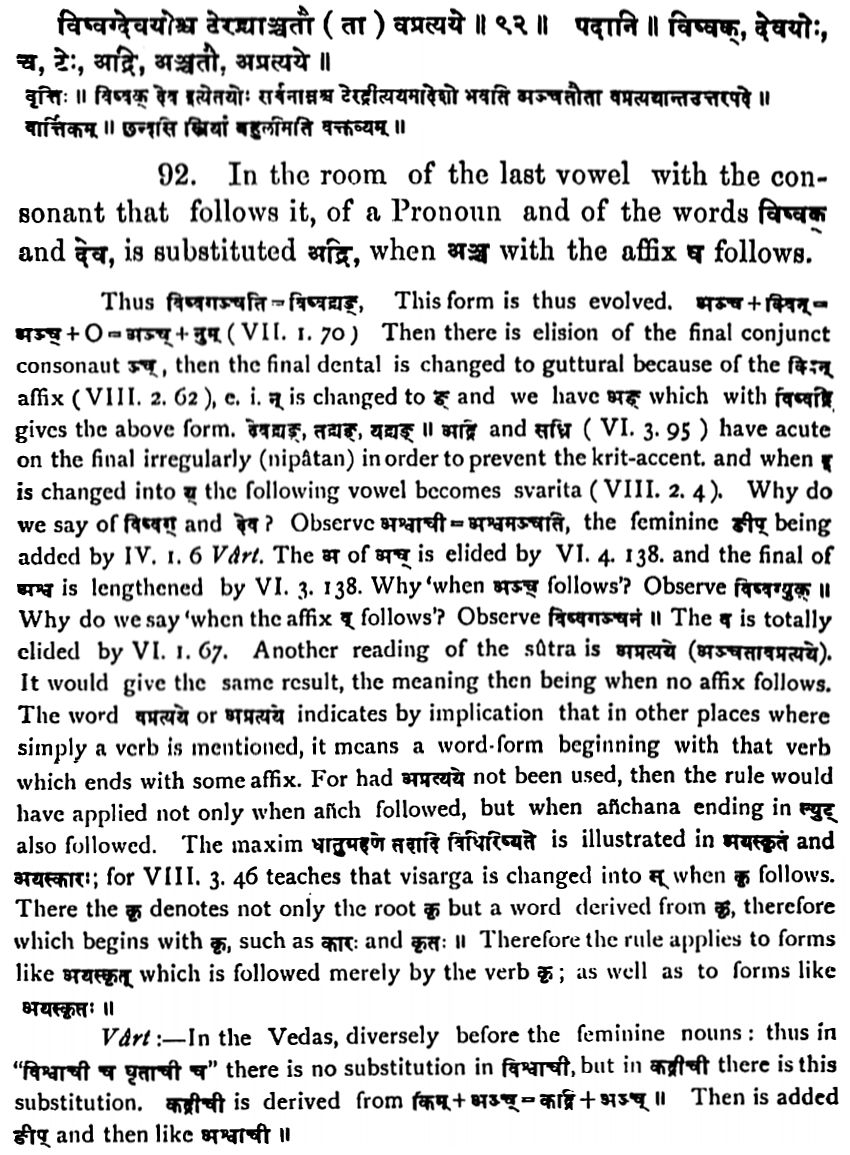 विष्वग्देवयोश्च टेरद्र्यञ्चतौ ( ता ) वप्रत्यये ॥ ९२ ॥ पदानि ॥ विष्वक्, देवयोः,
च, टेः, अद्रि, अञ्चतौ, अप्रत्यये ॥
वृत्तिः ॥ विष्वक् देव इत्येतयोः सर्वनाम्नश्च टेरद्रीत्ययमादेशो भवति अञ्चतौता वप्रत्ययान्तउत्तरपदे ॥
वार्त्तिकम् ॥ छन्दसि स्त्रियां बहुलमिति वक्तव्यम् ॥
92. In the room of the last vowel with the con-
sonant that follows it, of a Pronoun and of the words विष्वक्
and देव, is substituted अद्रि, when अञ्च with the affix व follows.
Thus विष्वगञ्चति = विष्वद्र्यङ्, This form is thus evolved. अञ्च + क्विन् =
अञ्च् + O = अञ्च् + नुम् ( VII. 1. 70 ) Then there is elision of the final conjunct
consonaut ञ्च्, then the final dental is changed to guttural because of the
affix ( VIII. 2. 62 ), e. i. न् is changed to ङ् and we have अङ् which with विष्वद्रि
gives the above form. देवद्र्यङ्, तद्र्यङ्, यद्र्यङ् ॥ अद्रि and सध्रि ( VI. 3. 95 ) have acute
on the final irregularly (nipâtan) in order to prevent the krit-accent. and when इ
is changed into य् the following vowel becomes svarita ( VIII. 2. 4 ). Why do
we say of विष्वग् and देव ? Observe अश्वाची = अश्वमञ्चति, the feminine ङीप् being
added by IV. 1. 6 Vârt. The अ of अच् is elided by VI. 4. 138. and the final of
अश्व is lengthened by VI. 3. 138. Why 'when अञ्च् follows'? Observe विष्वग्युक् ॥
Why do we say 'when the affix व् follows'? Observe विष्वगञ्चनं ॥ The व is totally
elided by VI. 1. 67. Another reading of the sûtra is अप्रत्यये (अञ्चतावप्रत्यये).
It would give the same result, the meaning then being when no affix follows.
The word वप्रत्यये or अप्रत्यये indicates by implication that in other places where
simply a verb is mentioned, it means a word-form beginning with that verb
which ends with some affix. For had अप्रत्यये not been used, then the rule would
have applied not only when añch followed, but when añchana ending in ल्युट्
also followed. The maxim धातुग्रहणे तदादि विधिरिष्यते is illustrated in अयस्कृतं and
अयस्कारः; for VIII. 3. 46 teaches that visarga is changed into स् when कृ follows.
There the कृ denotes not only the root कृ but a word derived from कृ, therefore
which begins with कृ, such as कारः and कृतः ॥ Therefore the rule applies to forms
like अयस्कृत् which is followed merely by the verb कृ ; as well as to forms like
अयस्कृतः ॥
Vârt :—In the Vedas, diversely before the feminine nouns : thus in
"विश्वाची च घृताची च" there is no substitution in विश्वाची, but in कद्रीची there is this
substitution. कद्रीची is derived from किम् + अञ्च् = कद्रि + अञ्च् ॥ Then is added
ङीप् and then like अश्वाची ॥